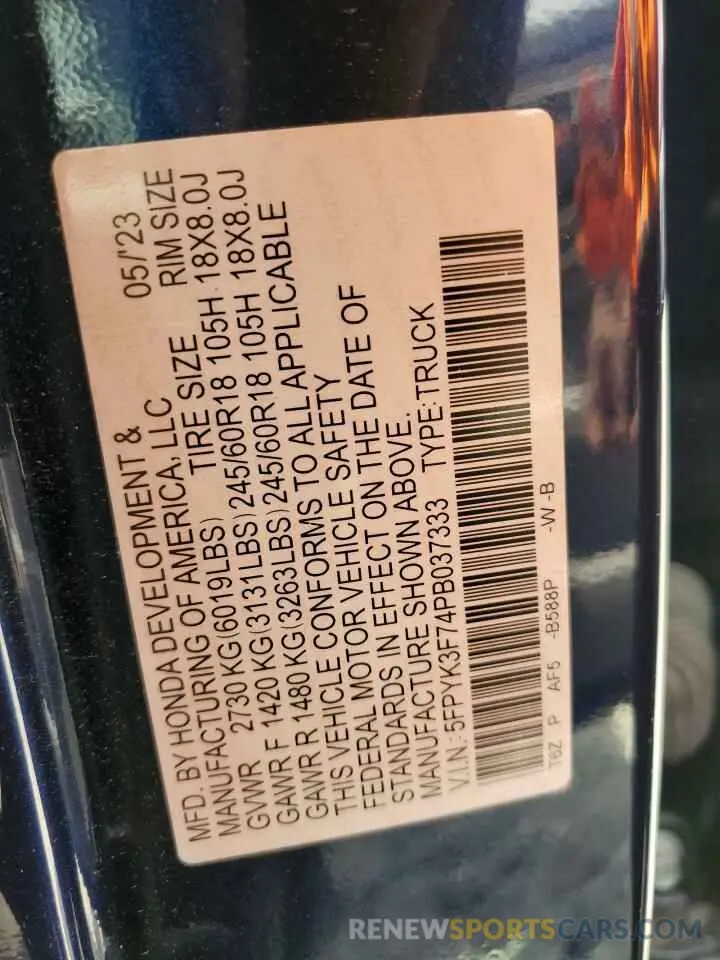 MFD. BY HONDA DEVELOPMENT & 05/'23
MANUFACTURING OF AMERICA, LLC RIM SIZE
GVWR 2730 KG(6019LBS) TIRE SIZE
GAWR F 1420 KG(3131LBS) 245/60R18 105H 18X8.0J
GAWR R 1480 KG(3263LBS) 245/60R18 105H 18X8.0J
THIS VEHICLE CONFORMS TO ALL APPLICABLE
FEDERAL MOTOR VEHICLE SAFETY
STANDARDS IN EFFECT ON THE DATE OF
MANUFACTURE SHOWN ABOVE.
V.I.N.: 5FPYK3F74PB037333 TYPE: TRUCK
T6Z P AF5 -B588P -W -B
RENEWSPORTSCARS.COM